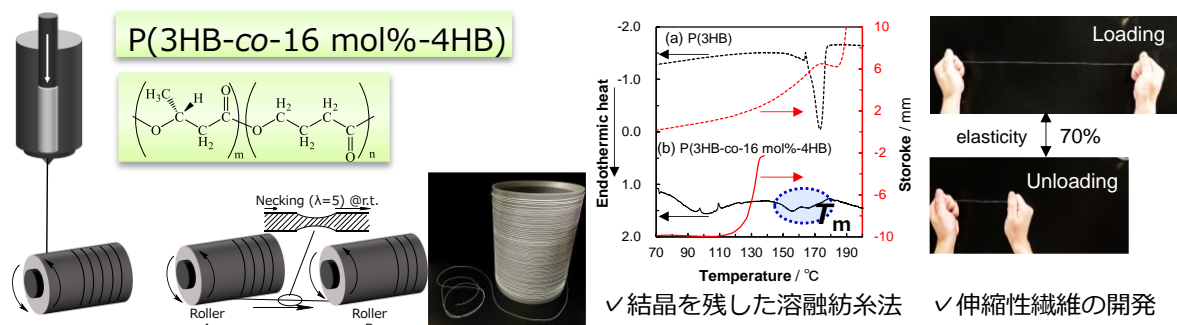 P(3HB-co-16 mol%-4HB)
H₃C
H
O
O
C
C
C
H₂
m
O
H₂
C
C
H₂
H₂
C
C
O
n
Necking (λ=5) @r.t.
Roller
Roller
-2.0
-1.0
0.0
1.0
2.0
Endothermic heat
(a) P(3HB)
(b) P(3HB-co-16 mol%-4HB)
Tm
10
6
2
-2
-6
-10
Storoke / mm
70
90
110
130
150
170
190
Temperature / ℃
✓結晶を残した溶融紡糸法
Loading
elasticity
70%
Unloading
✓伸縮性繊維の開発